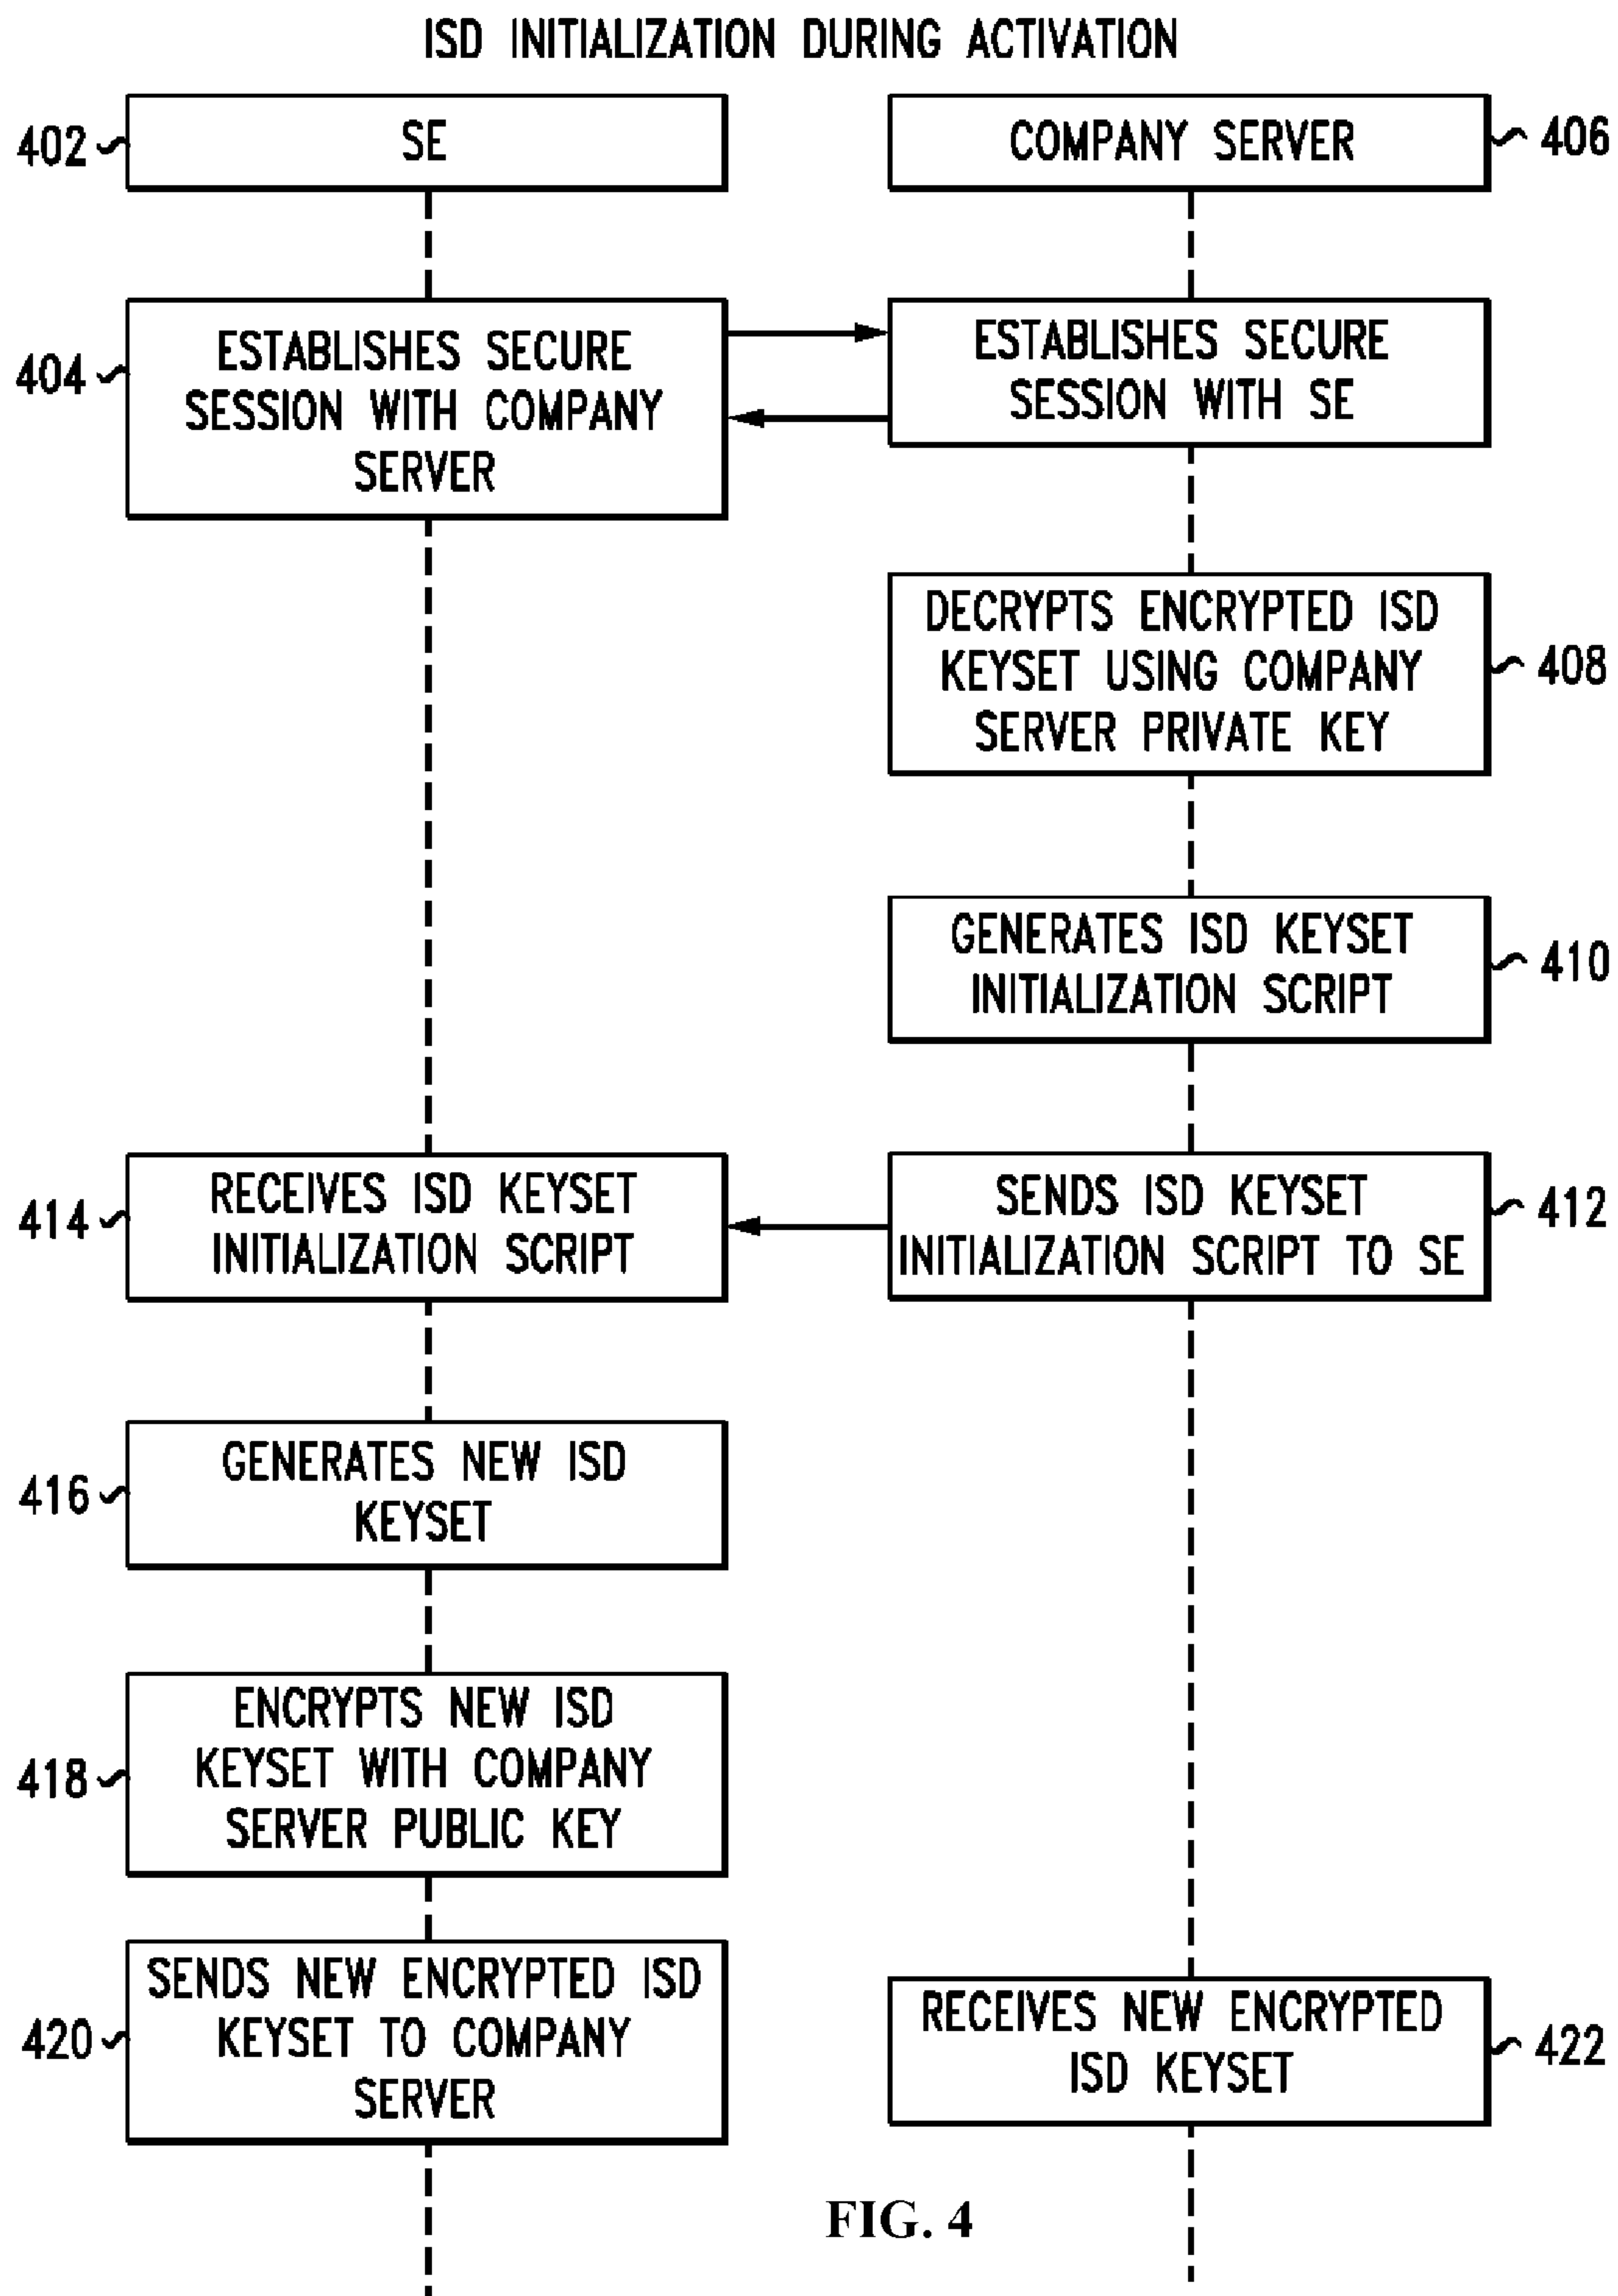 ISD INITIALIZATION DURING ACTIVATION
402
SE
COMPANY SERVER
406
404
ESTABLISHES SECURE
SESSION WITH COMPANY
SERVER
ESTABLISHES SECURE
SESSION WITH SE
DECRYPTS ENCRYPTED ISD
KEYSET USING COMPANY
SERVER PRIVATE KEY
408
GENERATES ISD KEYSET
INITIALIZATION SCRIPT
410
414
RECEIVES ISD KEYSET
INITIALIZATION SCRIPT
SENDS ISD KEYSET
INITIALIZATION SCRIPT TO SE
412
416
GENERATES NEW ISD
KEYSET
418
ENCRYPTS NEW ISD
KEYSET WITH COMPANY
SERVER PUBLIC KEY
420
SENDS NEW ENCRYPTED ISD
KEYSET TO COMPANY
SERVER
RECEIVES NEW ENCRYPTED
ISD KEYSET
422
FIG. 4